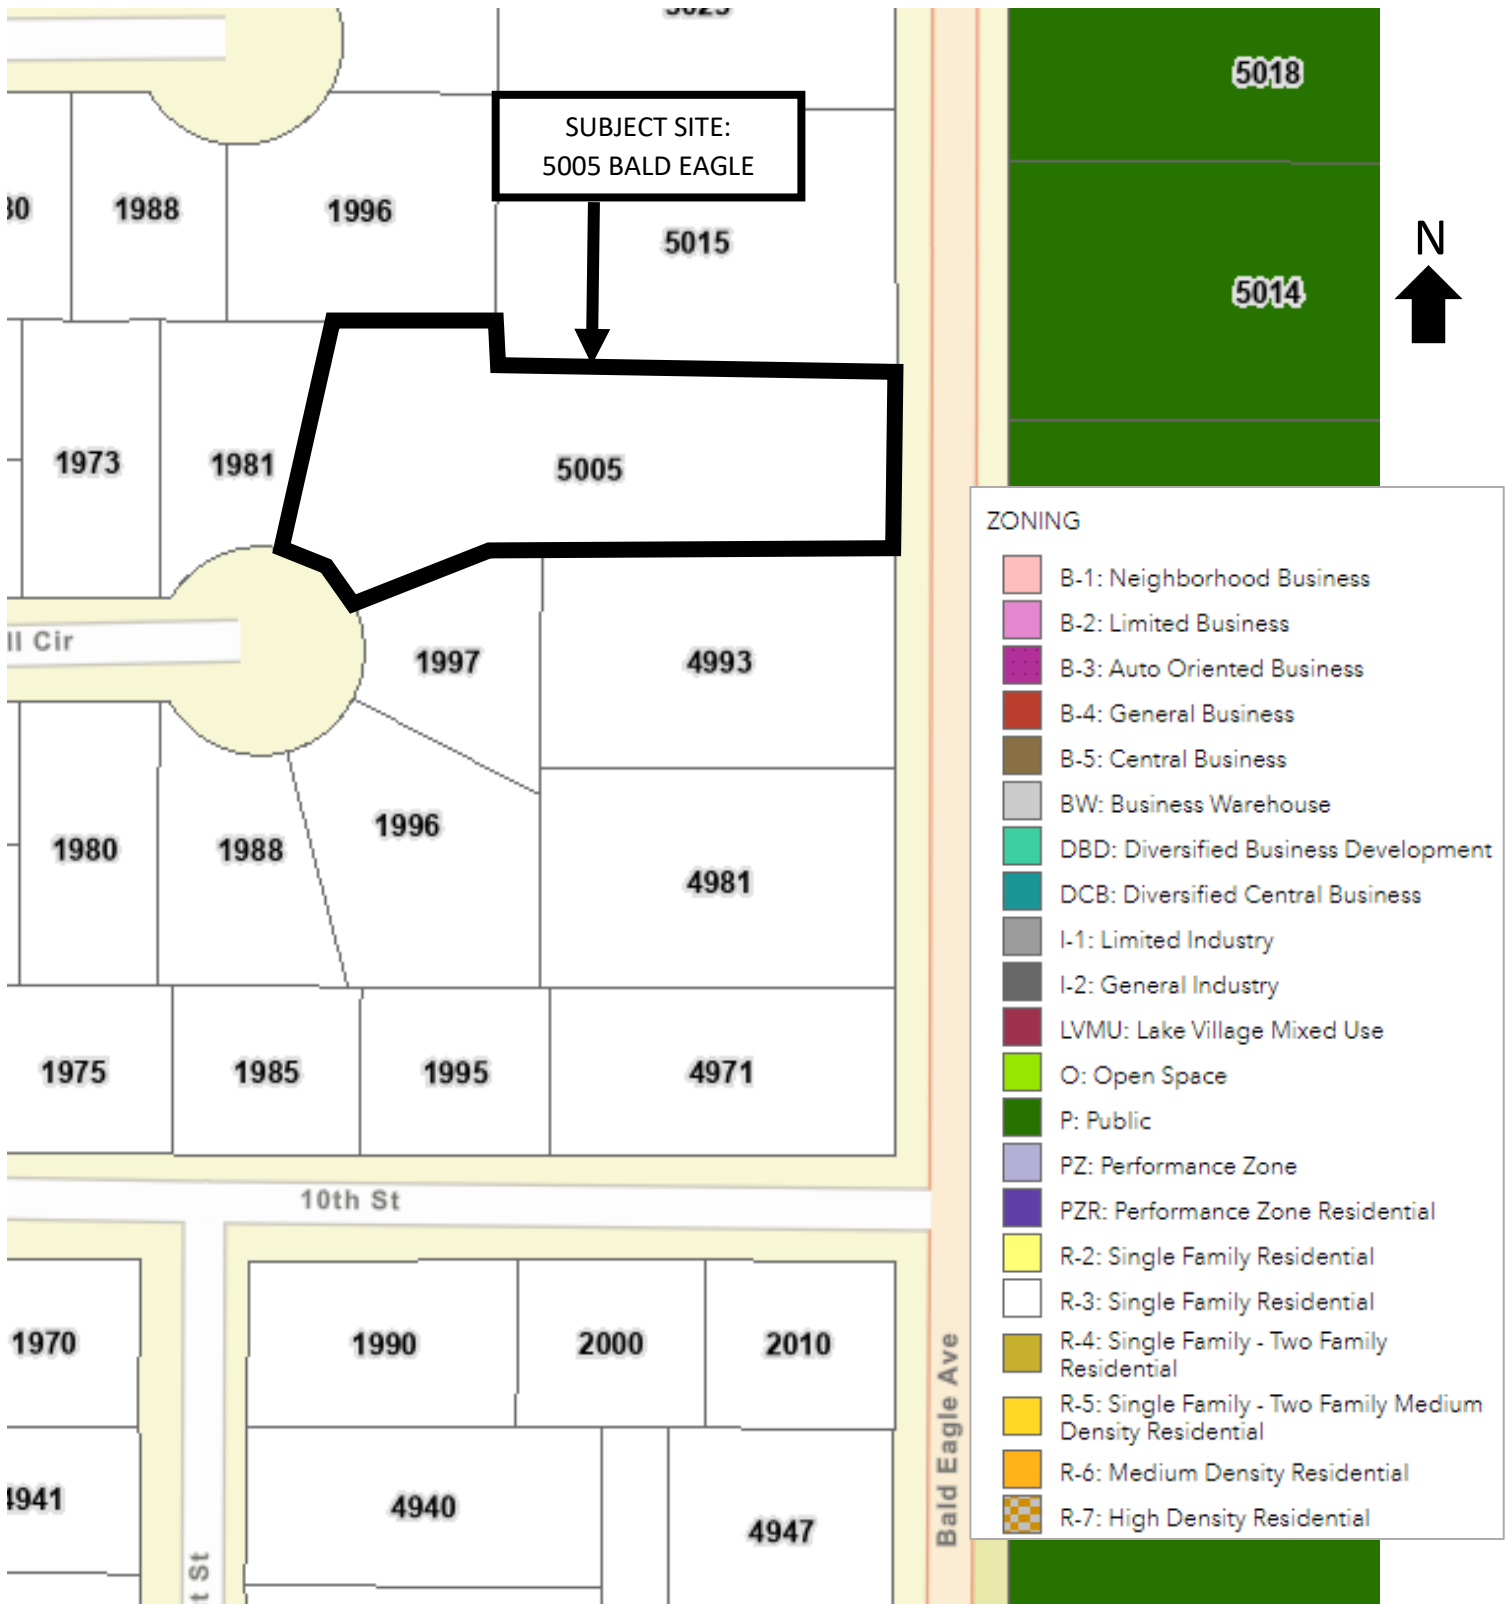 5018
SUBJECT SITE:
5005 BALD EAGLE
1988
1996
5015
5014
N
1973
1981
5005
ll Cir
1997
4993
1980
1988
1996
4981
1975
1985
1995
4971
10th St
1970
1990
2000
2010
4941
4940
4947
t St
Bald Eagle Ave
ZONING
B-1: Neighborhood Business
B-2: Limited Business
B-3: Auto Oriented Business
B-4: General Business
B-5: Central Business
BW: Business Warehouse
DBD: Diversified Business Development
DCB: Diversified Central Business
I-1: Limited Industry
I-2: General Industry
LVMU: Lake Village Mixed Use
O: Open Space
P: Public
PZ: Performance Zone
PZR: Performance Zone Residential
R-2: Single Family Residential
R-3: Single Family Residential
R-4: Single Family - Two Family
Residential
R-5: Single Family - Two Family Medium
Density Residential
R-6: Medium Density Residential
R-7: High Density Residential